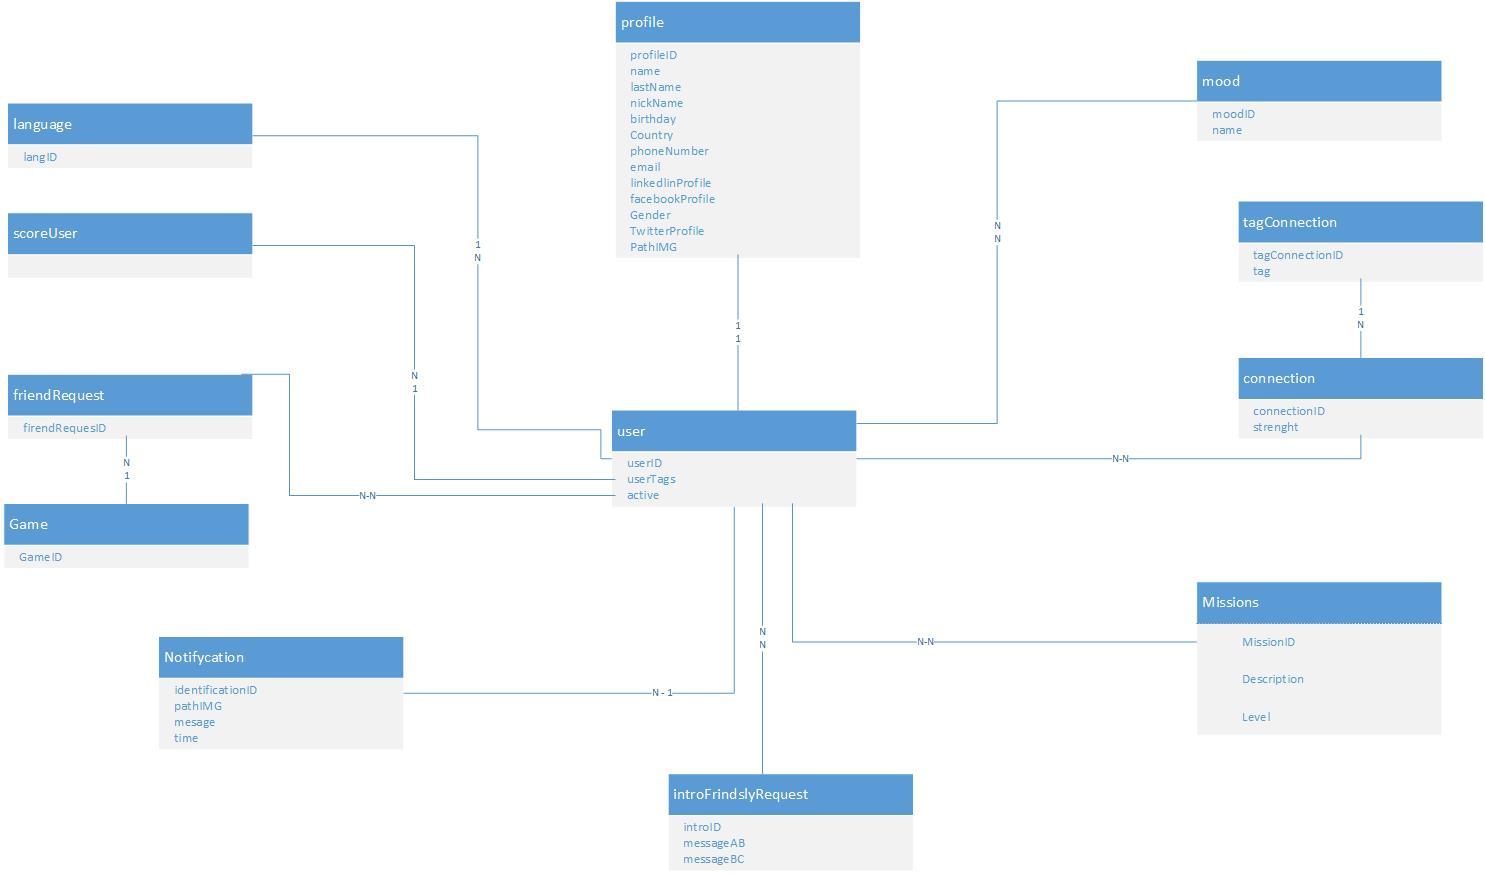 profile
profileID
name
lastName
nickName
birthday
Country
phoneNumber
email
linkedlinProfile
facebookProfile
Gender
TwitterProfile
PathIMG
mood
moodID
name
language
langID
scoreUser
tagConnection
tagConnectionID
tag
1
N
N
N
1
N
1
1
N
1
connection
connectionID
strenght
friendRequest
firendRequesID
user
userID
userTags
active
N-N
N
1
N-N
Game
GameID
Missions
MissionID
Description
Level
N
N
N-N
Notifycation
identificationID
pathIMG
mesage
time
N - 1
introFrindslyRequest
introID
messageAB
messageBC